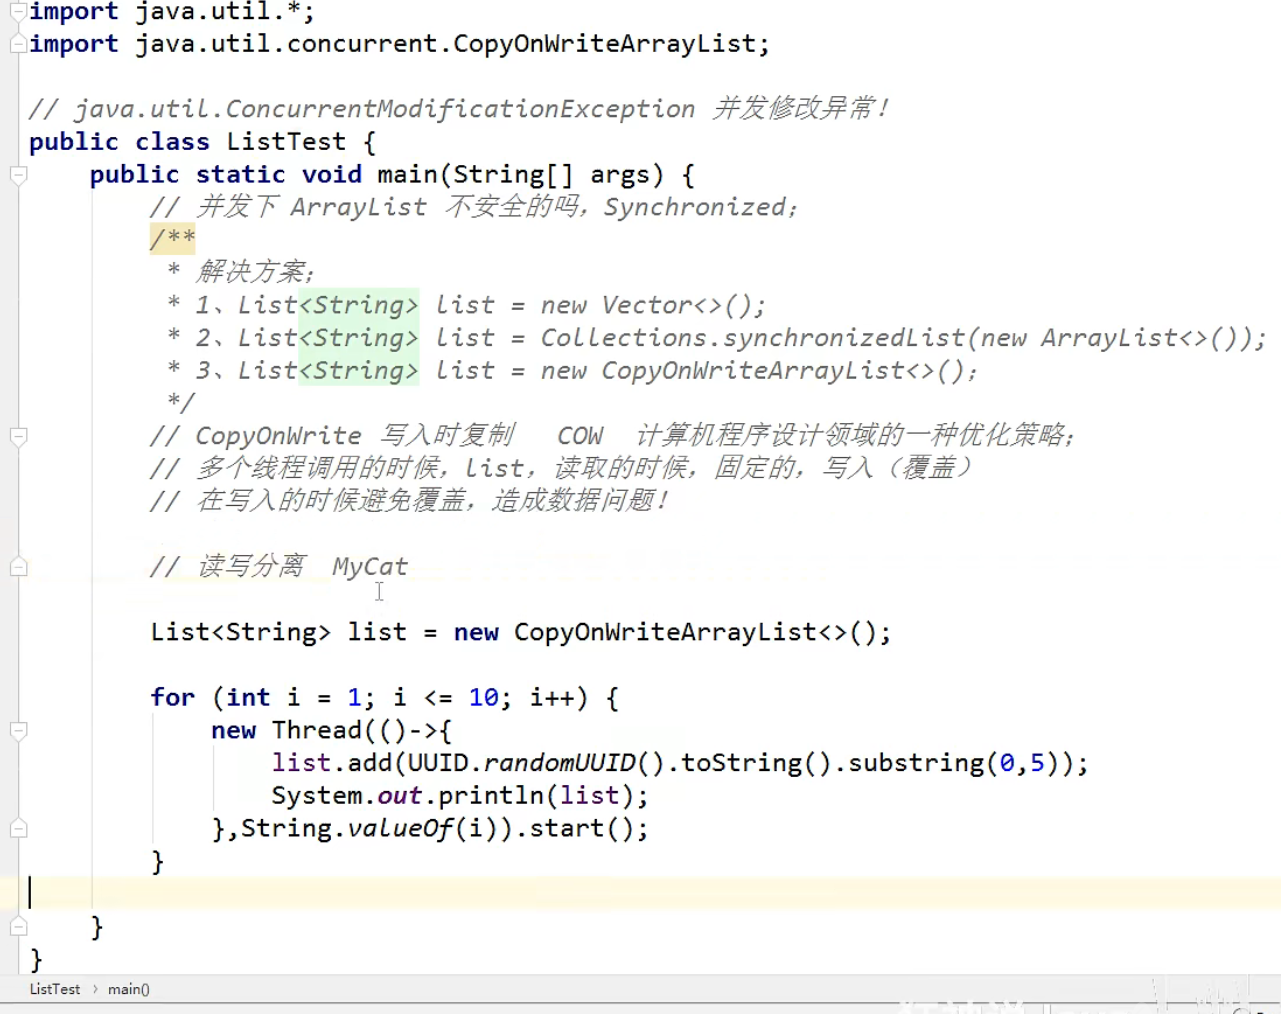 import java.util.*;
import java.util.concurrent.CopyOnWriteArrayList;
// java.util.ConcurrentModificationException 并发修改异常！
public class ListTest {
public static void main(String[] args) {
// 并发下 ArrayList 不安全的吗，Synchronized；
/**
* 解决方案；
* 1、List<String> list = new Vector<>();
* 2、List<String> list = Collections.synchronizedList(new ArrayList<>());
* 3、List<String> list = new CopyOnWriteArrayList<>()；
*/
// CopyOnWrite 写入时复制 COW 计算机程序设计领域的一种优化策略；
// 多个线程调用的时候，list，读取的时候，固定的，写入（覆盖）
// 在写入的时候避免覆盖，造成数据问题！
// 读写分离 MyCat
List<String> list = new CopyOnWriteArrayList<>();
for (int i = 1; i <= 10; i++) {
new Thread(()->{
list.add(UUID.randomUUID().toString().substring(0,5));
System.out.println(list);
},String.valueOf(i)).start();
}
}
}
ListTest > main()